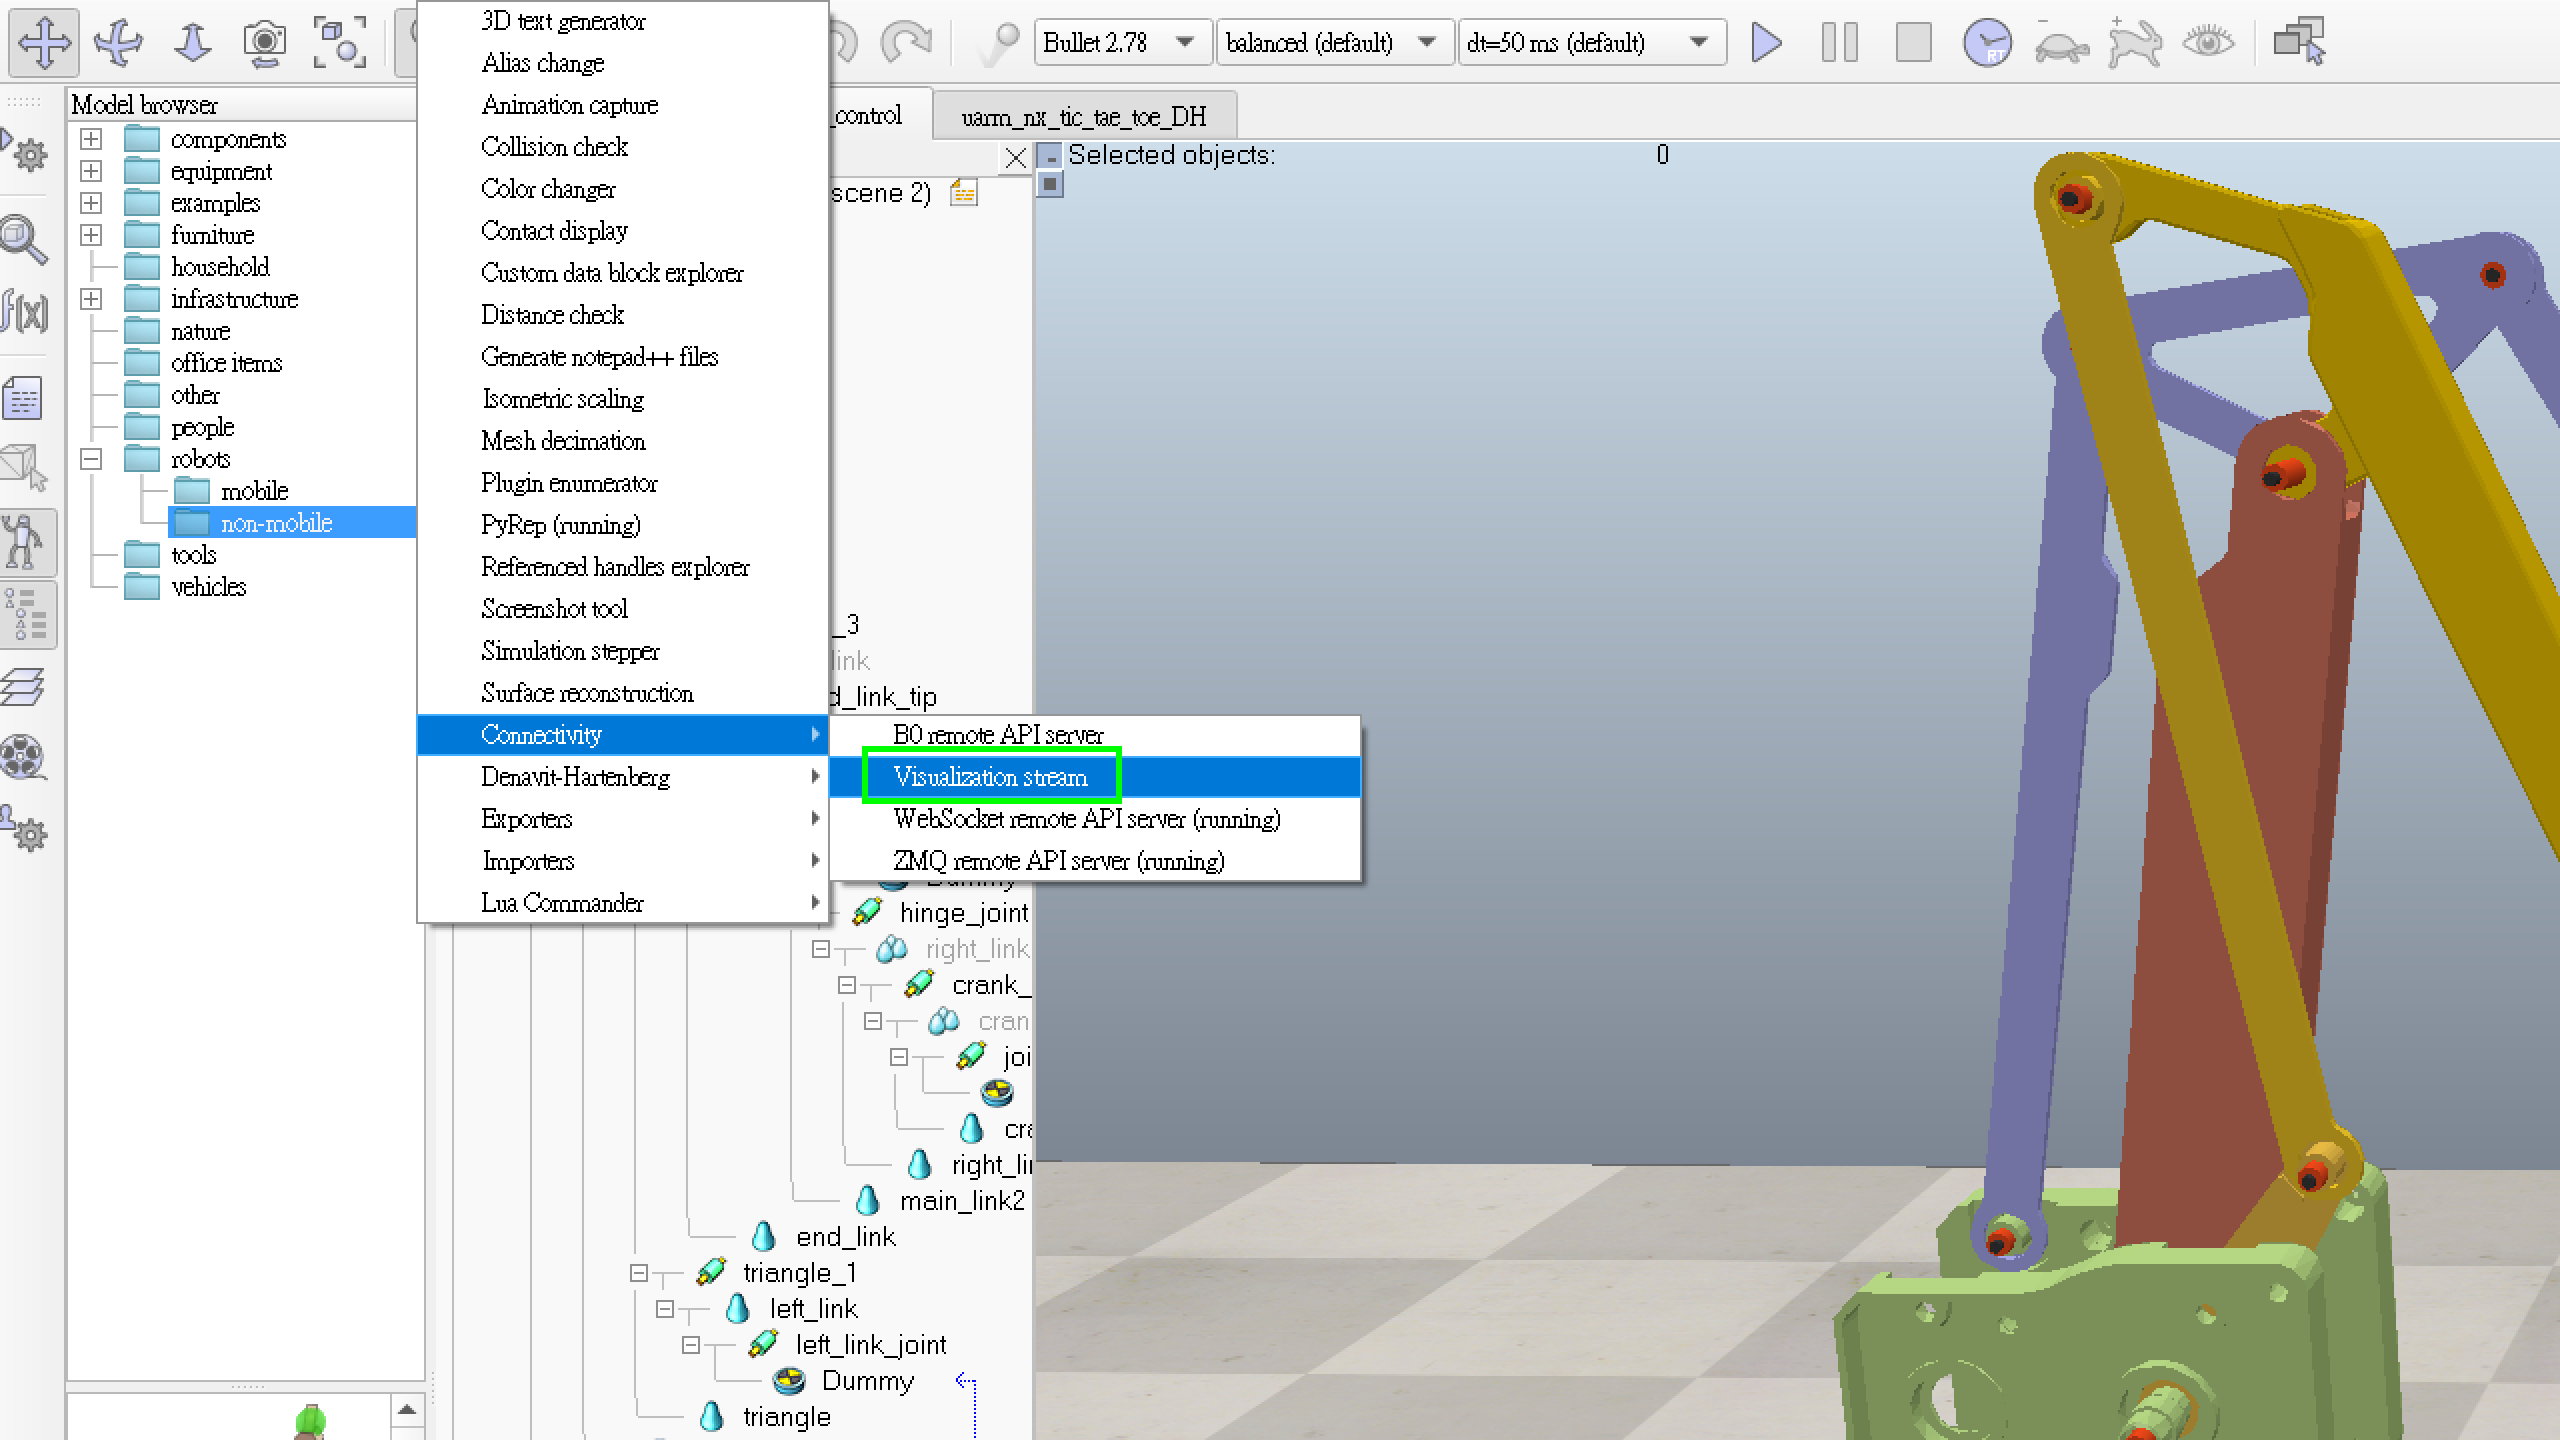 Bullet 2.78
balanced (default)
dt=50 ms (default)
RT
Model browser
components
equipment
examples
furniture
household
infrastructure
nature
office items
other
people
robots
mobile
non-mobile
tools
vehicles
3D text generator
Alias change
Animation capture
Collision check
Color changer
Contact display
Custom data block explorer
Distance check
Generate notepad++ files
Isometric scaling
Mesh decimation
Plugin enumerator
PyRep (running)
Referenced handles explorer
Screenshot tool
Simulation stepper
Surface reconstruction
Connectivity
Denavit-Hartenberg
Exporters
Importers
Lua Commander
B0 remote API server
Visualization stream
WebSocket remote API server (running)
ZMQ remote API server (running)
_control
uarm_nx_tic_tae_toe_DH
scene 2)
Selected objects: 0
_3
link
d_link_tip
Dummy
hinge_joint
right_link
crank_
cran
joi
cra
right_li
main_link2
end_link
triangle_1
left_link
left_link_joint
Dummy
triangle
f(x)